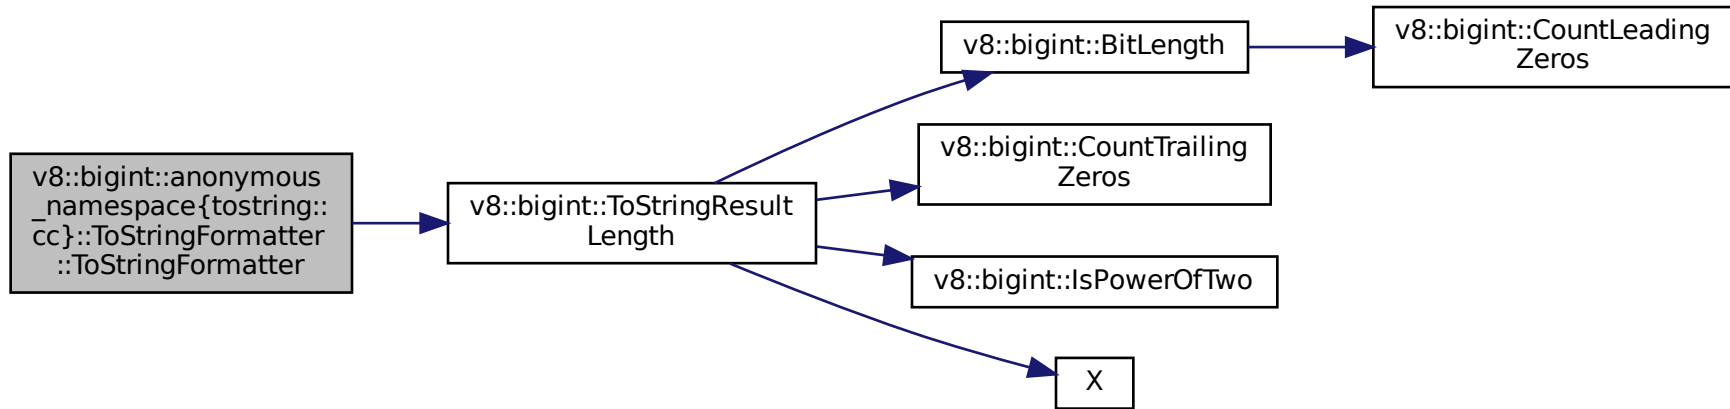 v8::bigint::anonymous
_namespace{tostring::
cc}::ToStringFormatter
::ToStringFormatter
v8::bigint::ToStringResult
Length
v8::bigint::BitLength
v8::bigint::CountLeading
Zeros
v8::bigint::CountTrailing
Zeros
v8::bigint::IsPowerOfTwo
X